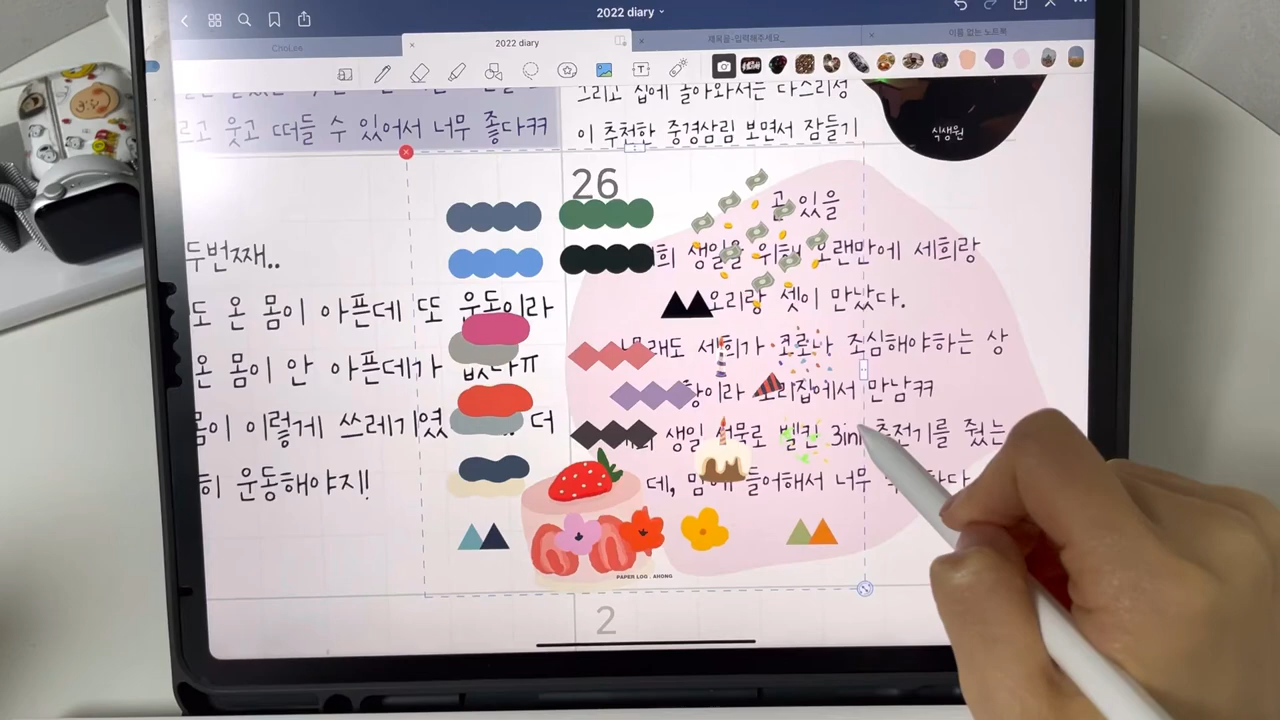 2022 diary
ChoLee
2022 diary
제목을 입력해주세요_
이름 없는 노트북
르고 웃고 떠들 수 있어서 너무 좋다ㅋㅋ
그리고 집에 돌아와서는 다스리성
이 추천한 중경삼림 보면서 잠들기
식생원
두번째..
도 온 몸이 아픈데 또 운동이라
온 몸이 안 아픈데가 없다ㅠ
몸이 이렇게 쓰레기였 더
히 운동해야지!
26
곧 있을
생일을 위해 오랜만에 세희랑
오리랑 셋이 만났다.
세희가 코로나 조심해야하는 상
황이라 오리집에서 만남ㅋㅋ
생일 선물로 벨킨 3in1 충전기를 줬는
데, 맘에 들어해서 너무
PAPER LOG . AHONG
2